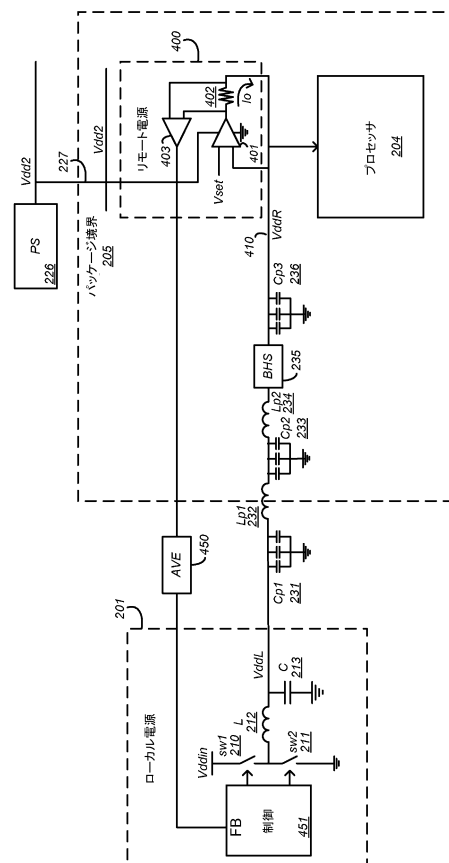 Vdd2
PS
226
227
パッケージ境界
205
Vdd2
400
リモート電源
403
402
Io
401
Vset
プロセッサ
204
VddR
410
Cp3
236
BHS
235
Lp2
234
Cp2
233
Lp1
232
Cp1
231
AVE
450
201
ローカル電源
VddL
C
213
L
212
Vddin
sw1
210
sw2
211
FB
制御
451